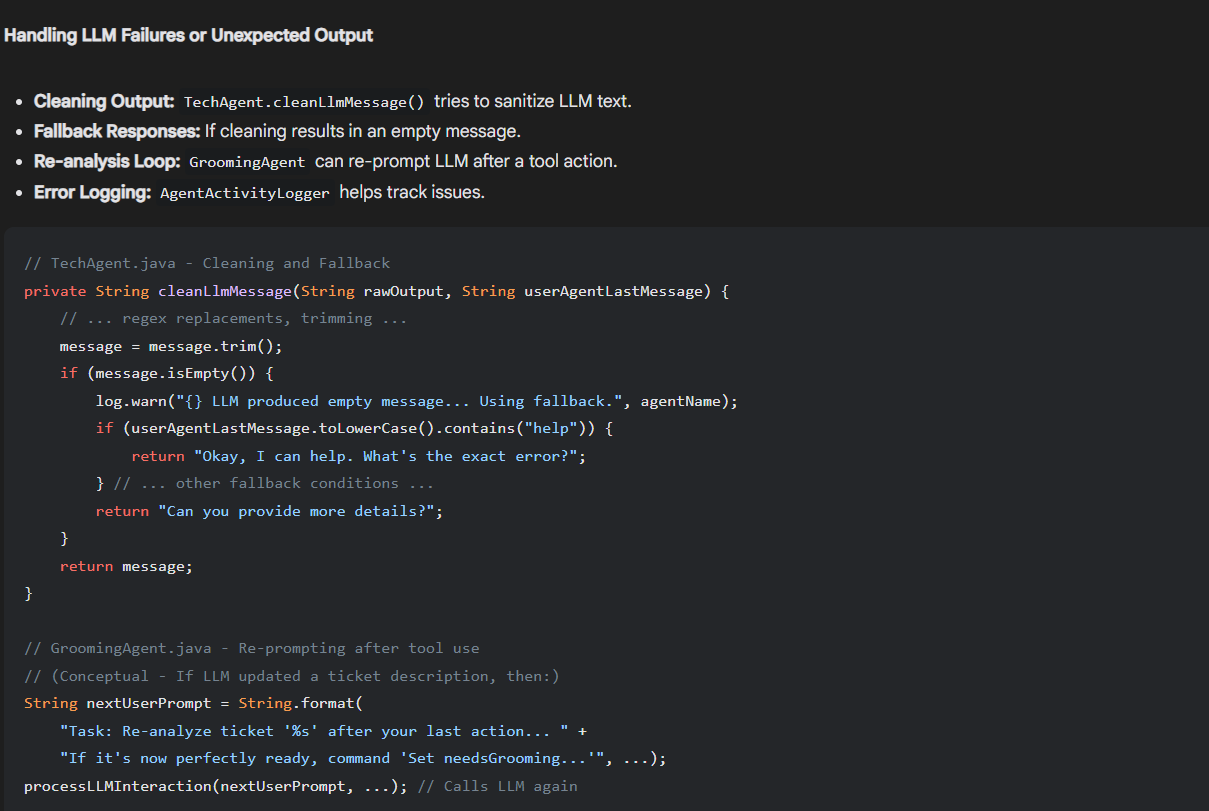 Handling LLM Failures or Unexpected Output
• Cleaning Output: TechAgent.cleanLlmMessage() tries to sanitize LLM text.
• Fallback Responses: If cleaning results in an empty message.
• Re-analysis Loop: GroomingAgent can re-prompt LLM after a tool action.
• Error Logging: AgentActivityLogger helps track issues.
// TechAgent.java - Cleaning and Fallback
private String cleanLlmMessage(String rawOutput, String userAgentLastMessage) {
    // ... regex replacements, trimming ...
    message = message.trim();
    if (message.isEmpty()) {
        log.warn("{} LLM produced empty message... Using fallback.", agentName);
        if (userAgentLastMessage.toLowerCase().contains("help")) {
            return "Okay, I can help. What's the exact error?";
        } // ... other fallback conditions ...
        return "Can you provide more details?";
    }
    return message;
}
// GroomingAgent.java - Re-prompting after tool use
// (Conceptual - If LLM updated a ticket description, then:)
String nextUserPrompt = String.format(
    "Task: Re-analyze ticket '%s' after your last action... " +
    "If it's now perfectly ready, command 'Set needsGrooming...'", ...);
processLLMInteraction(nextUserPrompt, ...); // Calls LLM again